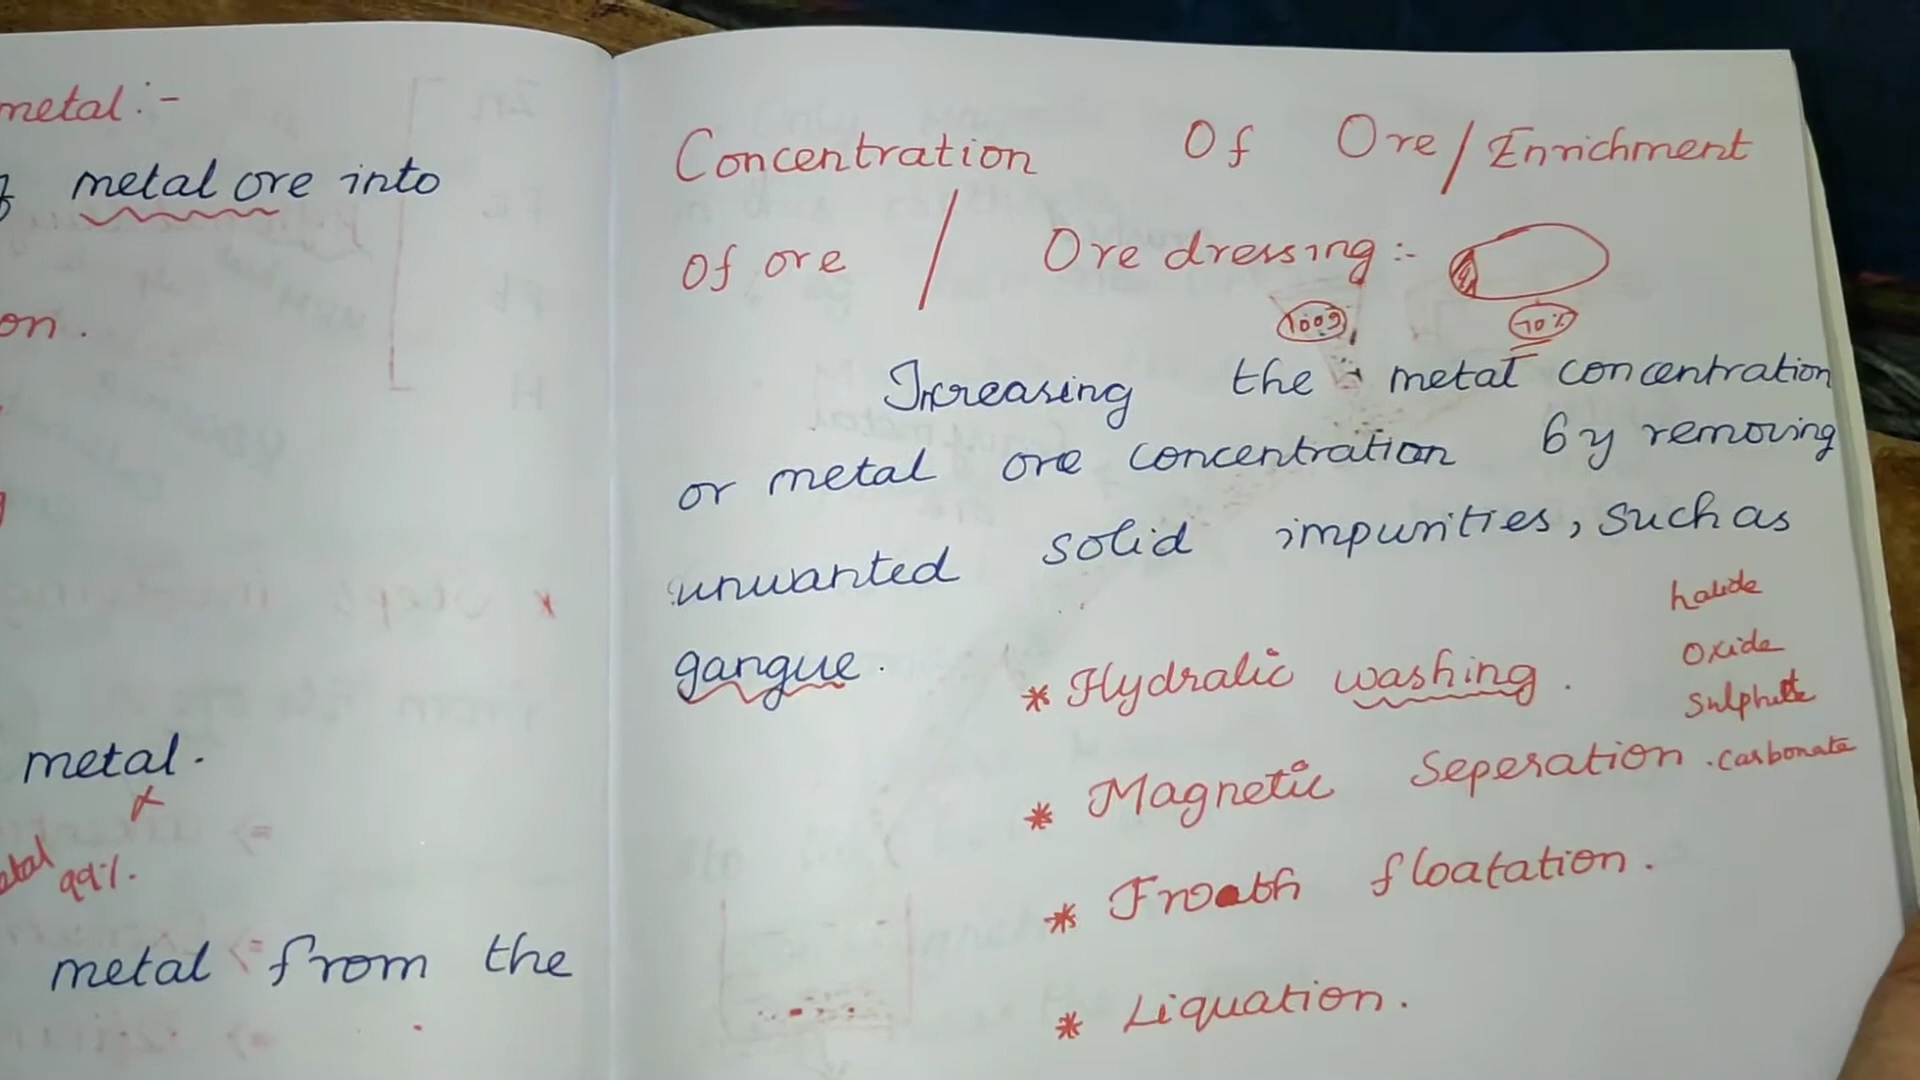 metal:-
metal ore into
on.
metal.
99%.
metal from the
Concentration Of Ore/Enrichment
Of ore / Ore dressing:-
100g 70%
Increasing the metal concentration
or metal ore concentration by removing
unwanted solid impurities, such as
gangue.
* Hydralic washing.
halide
oxide
sulphite
carbonate
* Magnetic Seperation.
* Froath floatation.
* Liquation.